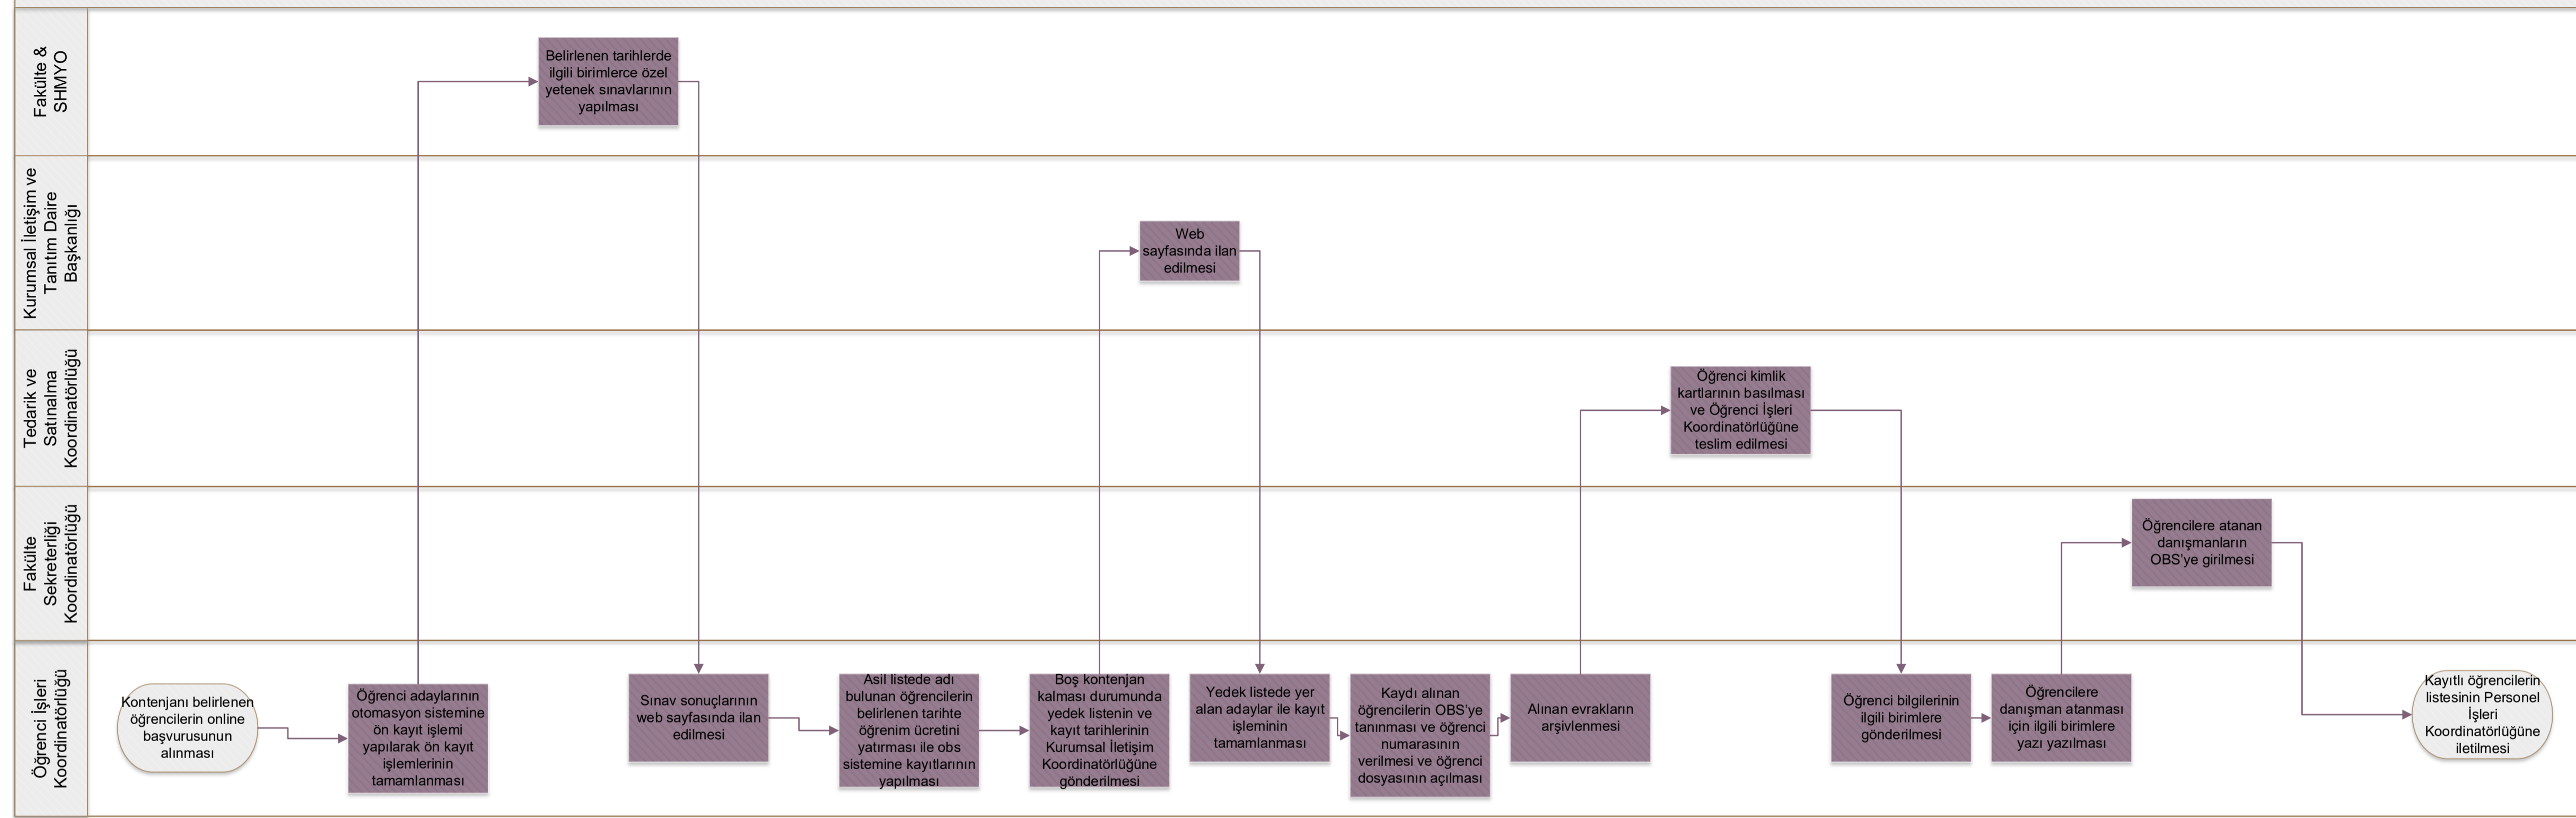 Fakülte &
SHMYO
Belirlenen tarihlerde
ilgili birimlerce özel
yetenek sınavlarının
yapılması
Kurumsal İletişim ve
Tanıtım Daire
Başkanlığı
Web
sayfasında ilan
edilmesi
Tedarik ve
Satınalma
Koordinatörlüğü
Öğrenci kimlik
kartlarının basılması
ve Öğrenci İşleri
Koordinatörlüğüne
teslim edilmesi
Fakülte
Sekreterliği
Koordinatörlüğü
Öğrencilere atanan
danışmanların
OBS'ye girilmesi
Öğrenci İşleri
Koordinatörlüğü
Kontenjanı belirlenen
öğrencilerin online
başvurusunun
alınması
Öğrenci adaylarının
otomasyon sistemine
ön kayıt işlemi
yapılarak ön kayıt
işlemlerinin
tamamlanması
Sınav sonuçlarının
web sayfasında ilan
edilmesi
Asil listede adı
bulunan öğrencilerin
belirlenen tarihte
öğrenim ücretini
yatırması ile obs
sistemine kayıtlarının
yapılması
Boş kontenjan
kalması durumunda
yedek listenin ve
kayıt tarihlerinin
Kurumsal İletişim
Koordinatörlüğüne
gönderilmesi
Yedek listede yer
alan adaylar ile kayıt
işleminin
tamamlanması
Kaydı alınan
öğrencilerin OBS'ye
tanınması ve öğrenci
numarasının
verilmesi ve öğrenci
dosyasının açılması
Alınan evrakların
arşivlenmesi
Öğrenci bilgilerinin
ilgili birimlere
gönderilmesi
Öğrencilere
danışman atanması
için ilgili birimlere
yazı yazılması
Kayıtlı öğrencilerin
listesinin Personel
İşleri
Koordinatörlüğüne
iletilmesi